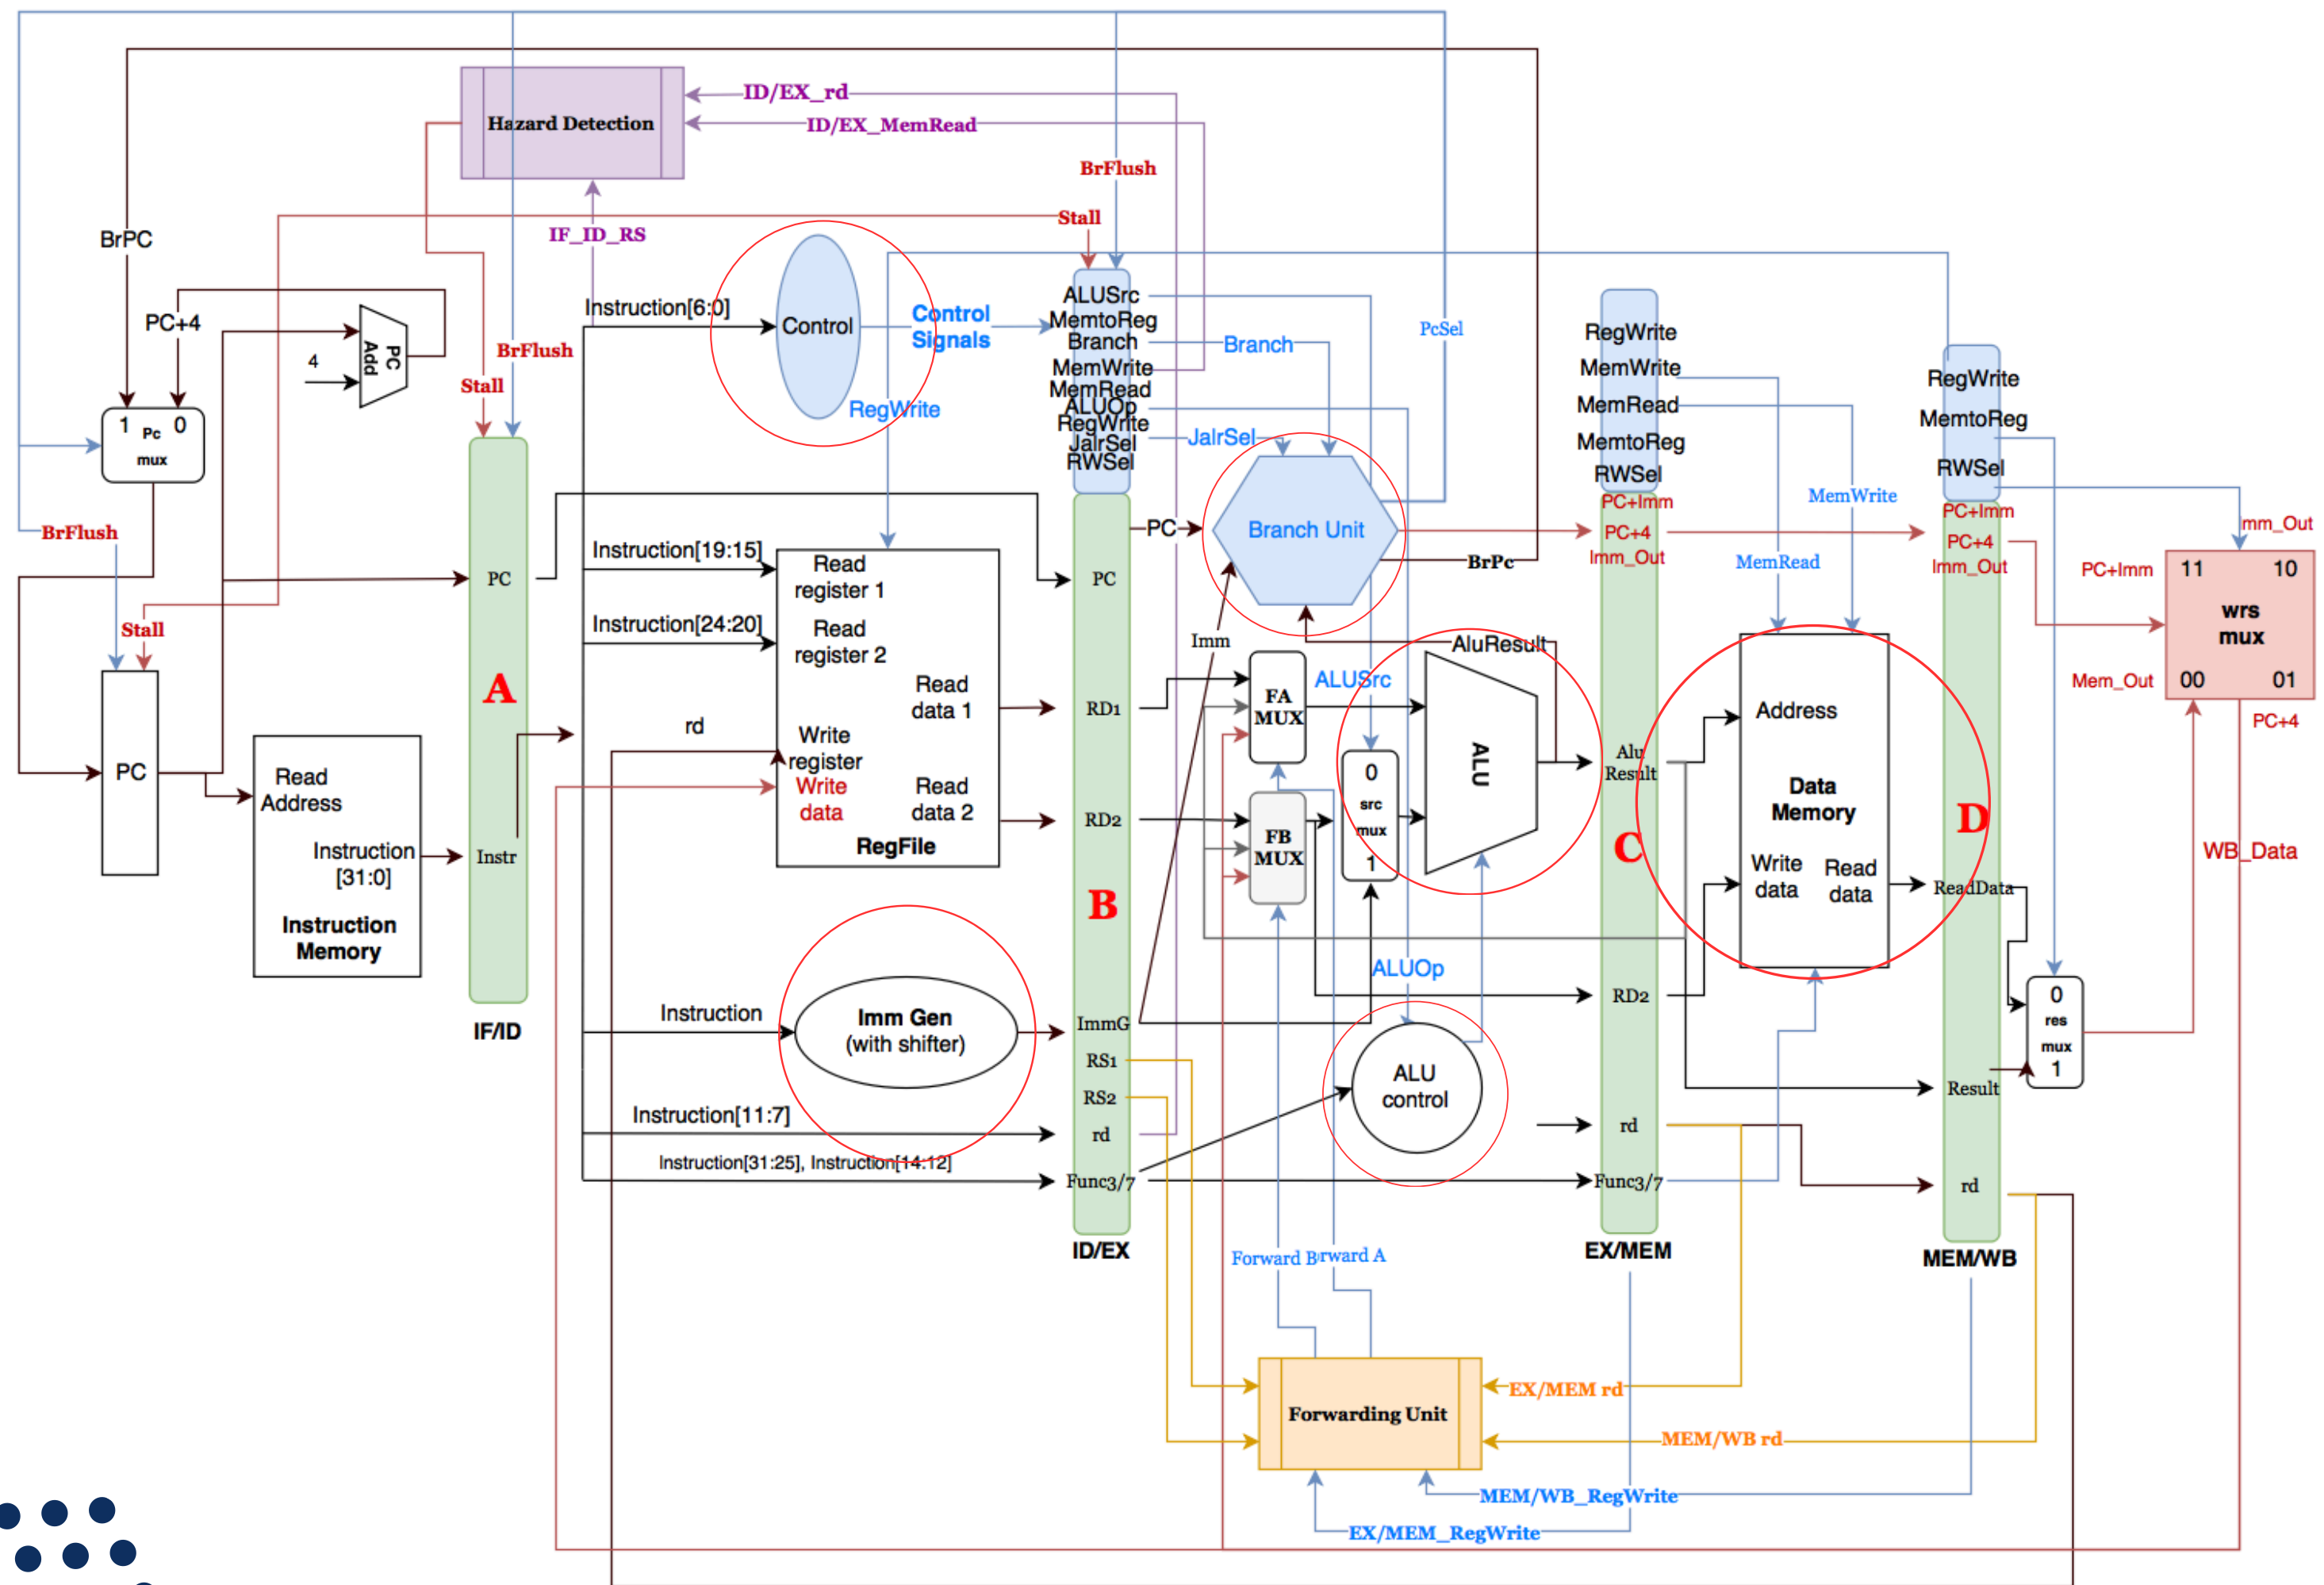 ID/EX_rd
Hazard Detection
ID/EX_MemRead
BrFlush
Stall
IF_ID_RS
BrPC
PC+4
4
PC
Add
BrFlush
Stall
Instruction[6:0]
Control
Control
Signals
RegWrite
ALUSrc
MemtoReg
Branch
MemWrite
MemRead
ALUOp
RegWrite
JalrSel
RWSel
Branch
JalrSel
PcSel
RegWrite
MemWrite
MemRead
MemtoReg
RWSel
PC+Imm
PC+4
Imm_Out
RegWrite
MemtoReg
RWSel
PC+Imm
PC+4
Imm_Out
MemWrite
MemRead
mm_Out
PC+Imm
11
10
wrs
mux
Mem_Out
00
01
PC+4
WB_Data
1
Pc
0
mux
BrFlush
Stall
PC
Read
Address
Instruction
[31:0]
Instruction
Memory
PC
A
Instr
IF/ID
Instruction[19:15]
Read
register 1
Instruction[24:20]
Read
register 2
Read
data 1
rd
Write
register
Write
data
Read
data 2
RegFile
Instruction
Imm Gen
(with shifter)
Instruction[11:7]
Instruction[31:25], Instruction[14:12]
PC
RD1
RD2
B
ImmG
RS1
RS2
rd
Func3/7
ID/EX
PC
Branch Unit
BrPc
Imm
AluResult
FA
MUX
ALUSrc
FB
MUX
0
src
mux
1
ALU
ALUOp
ALU
control
Alu
Result
C
RD2
rd
Func3/7
EX/MEM
Address
Data
Memory
Write
data
Read
data
D
ReadData
Result
rd
MEM/WB
0
res
mux
1
Forward B
rward A
Forwarding Unit
EX/MEM rd
MEM/WB rd
MEM/WB_RegWrite
EX/MEM_RegWrite